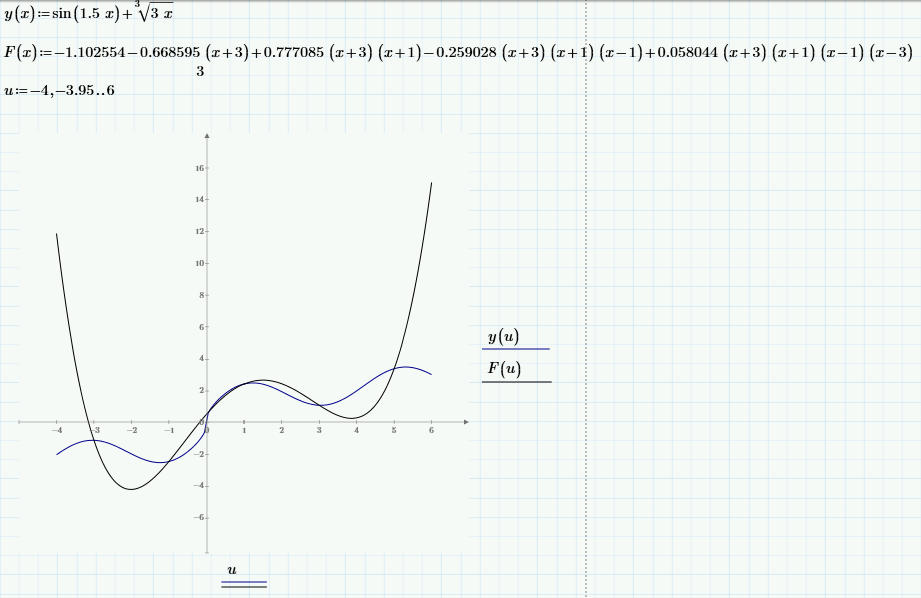 y(x):=sin(1.5 x)+∛(3 x)
F(x):=−1.102554−0.668595 (x+3)+0.777085 (x+3) (x+1)−0.259028 (x+3) (x+1) (x−1)+0.058044 (x+3) (x+1) (x−1) (x−3)
3
u:=−4,−3.95..6
16
14
12
10
8
6
4
2
0
−4 −3 −2 −1 0 1 2 3 4 5 6
−2
−4
−6
y(u)
F(u)
u